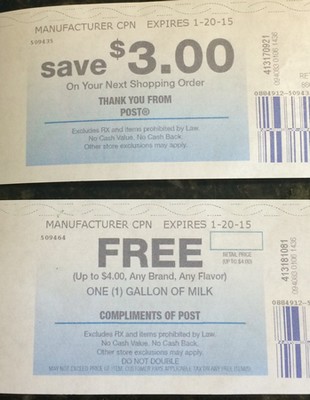 MANUFACTURER CPN EXPIRES 1-20-15
save $3.00
On Your Next Shopping Order
THANK YOU FROM
POST®
Excludes RX and items prohibited by Law.
No Cash Value. No Cash Back.
Other store exclusions may apply.
413170921
MANUFACTURER CPN EXPIRES 1-20-15
500464
FREE
RETAIL PRICE
(UP TO $4.00)
(Up to $4.00, Any Brand, Any Flavor)
ONE (1) GALLON OF MILK
COMPLIMENTS OF POST
Excludes RX and items prohibited by Law.
No Cash Value. No Cash Back.
Other store exclusions may apply.
DO NOT DOUBLE
413181081